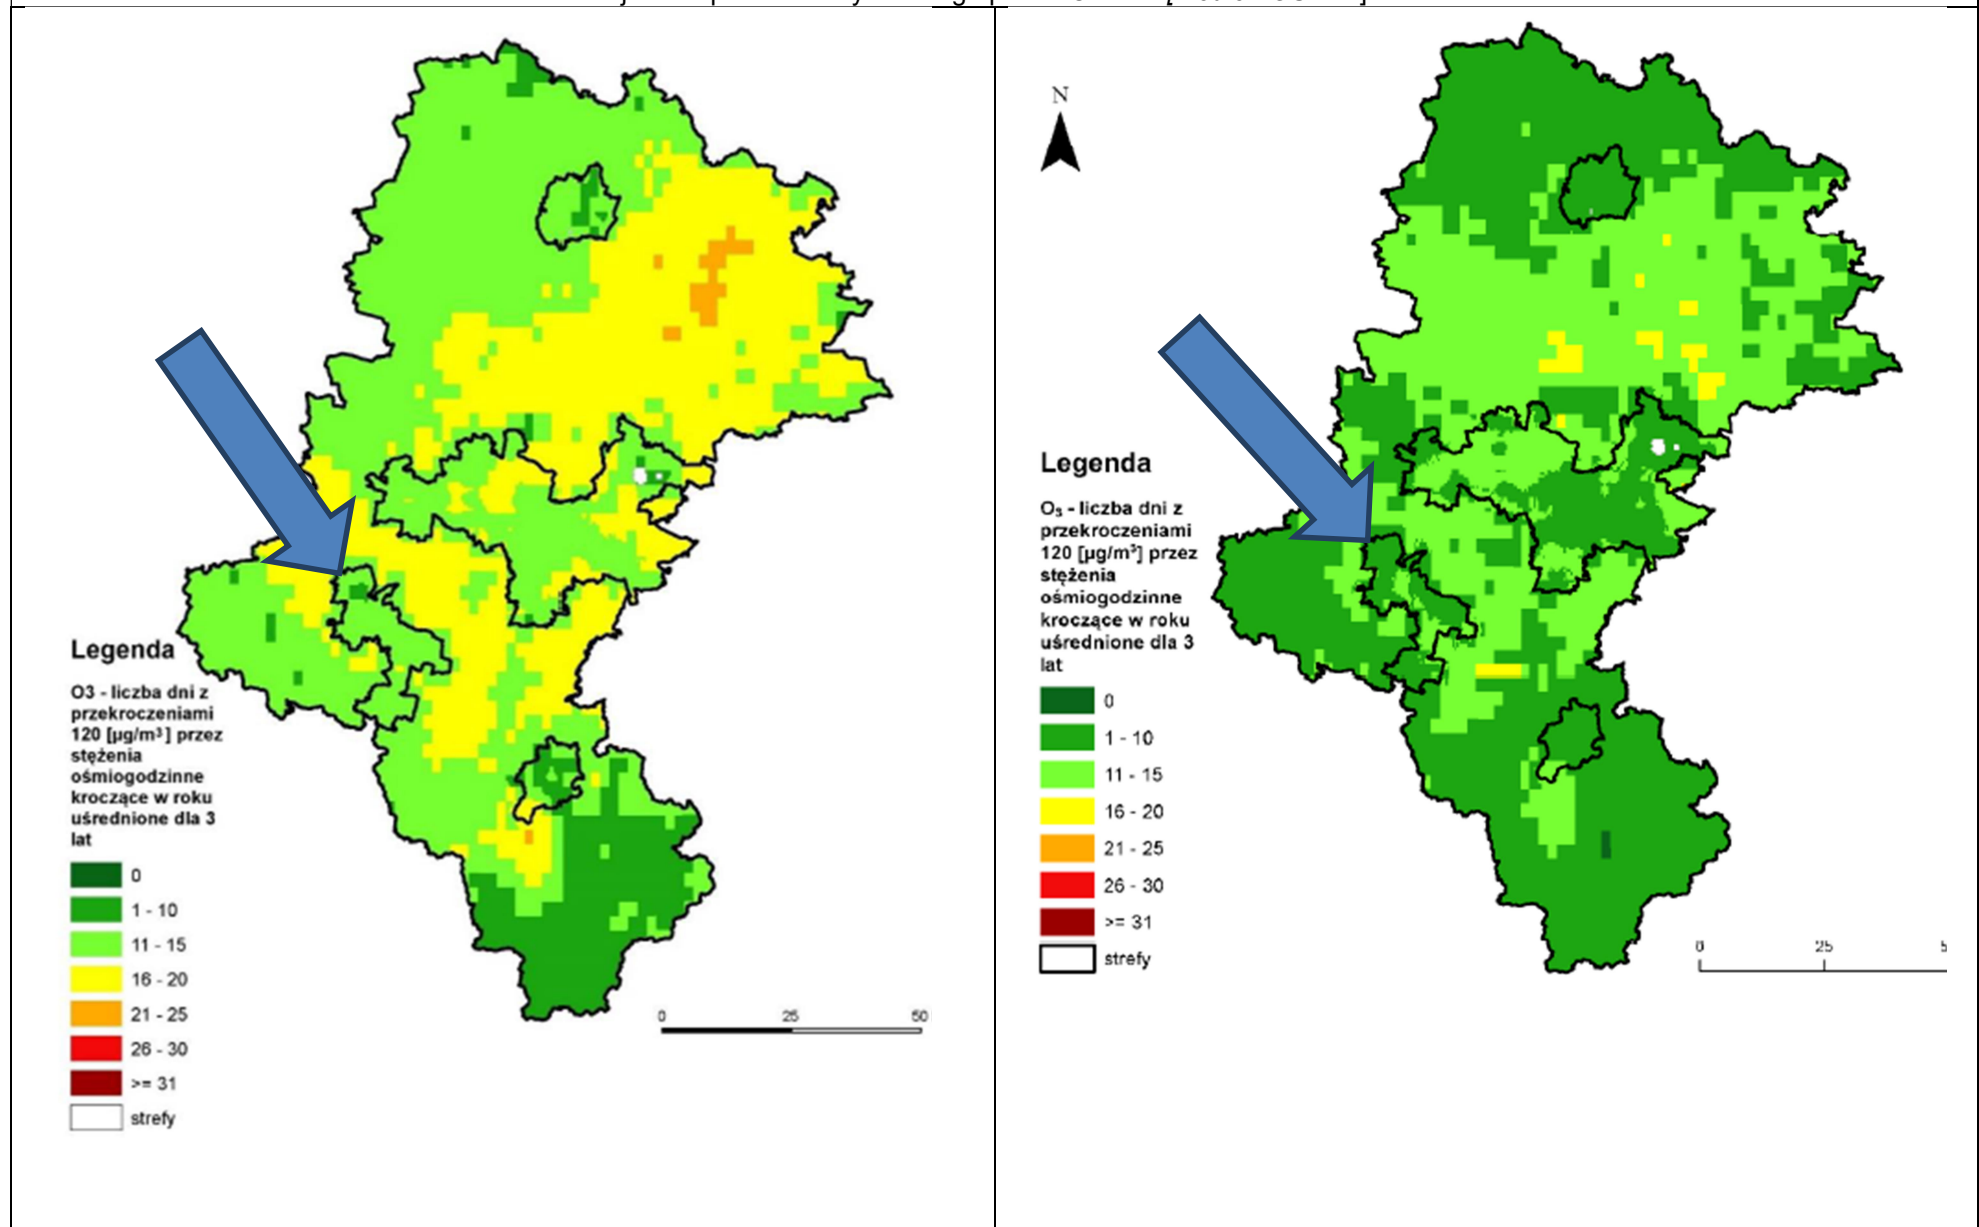 Legenda
O3 - liczba dni z
przekroczeniami
120 [µg/m³] przez
stężenia
ośmiogodzinne
kroczące w roku
uśrednione dla 3
lat
0
1 - 10
11 - 15
16 - 20
21 - 25
26 - 30
>= 31
strefy
0 25 50
N
Legenda
O₃ - liczba dni z
przekroczeniami
120 [µg/m³] przez
stężenia
ośmiogodzinne
kroczące w roku
uśrednione dla 3
lat
0
1 - 10
11 - 15
16 - 20
21 - 25
26 - 30
>= 31
strefy
0 25